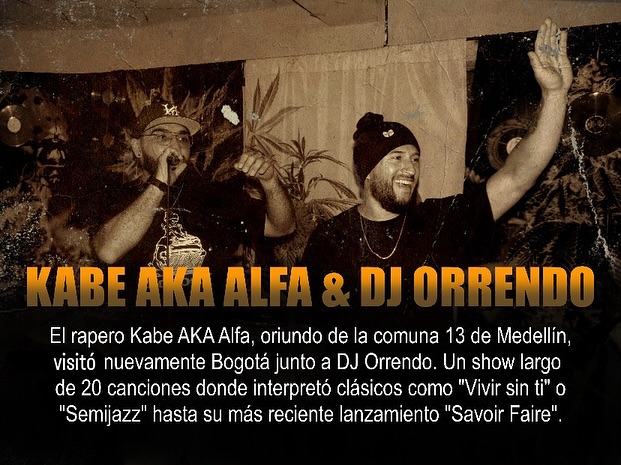 KABE AKA ALFA & DJ ORRENDO
El rapero Kabe AKA Alfa, oriundo de la comuna 13 de Medellín,
visitó nuevamente Bogotá junto a DJ Orrendo. Un show largo
de 20 canciones donde interpretó clásicos como "Vivir sin ti" o
"Semijazz" hasta su más reciente lanzamiento "Savoir Faire".